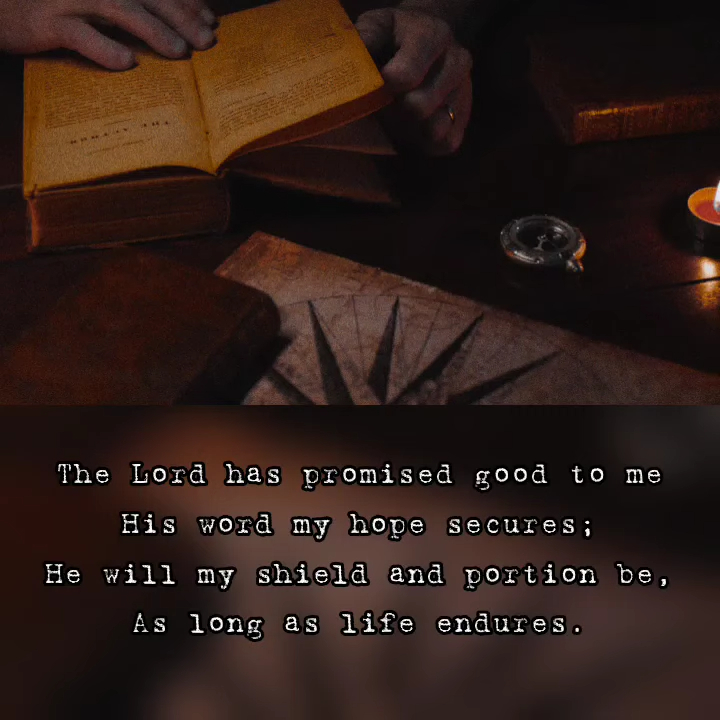 The Lord has promised good to me
His word my hope secures;
He will my shield and portion be,
As long as life endures.